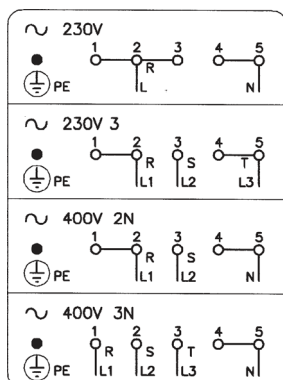 ∿ 230V
1 2 3 4 5
R
PE L N
∿ 230V 3
1 2 3 4 5
R S T
PE L1 L2 L3
∿ 400V 2N
1 2 3 4 5
R S
PE L1 L2 N
∿ 400V 3N
1 2 3 4 5
R S T
PE L1 L2 L3 N